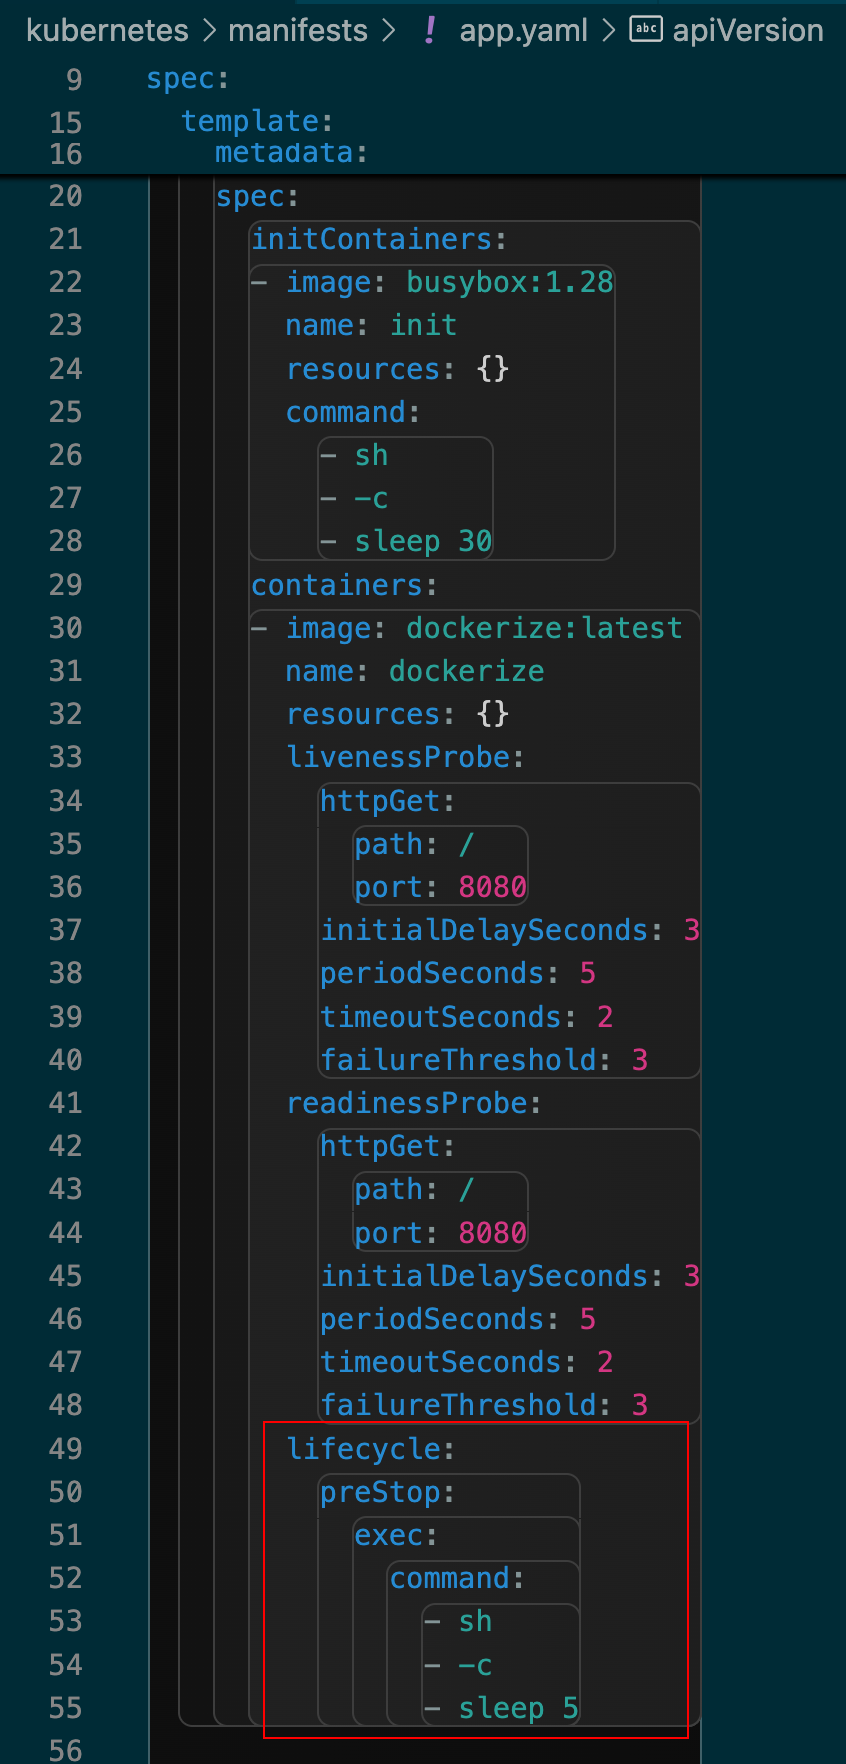 kubernetes > manifests > ! app.yaml > abc apiVersion
9 spec:
15 template:
16 metadata:
20 spec:
21 initContainers:
22 - image: busybox:1.28
23 name: init
24 resources: {}
25 command:
26 - sh
27 - -c
28 - sleep 30
29 containers:
30 - image: dockerize:latest
31 name: dockerize
32 resources: {}
33 livenessProbe:
34 httpGet:
35 path: /
36 port: 8080
37 initialDelaySeconds: 3
38 periodSeconds: 5
39 timeoutSeconds: 2
40 failureThreshold: 3
41 readinessProbe:
42 httpGet:
43 path: /
44 port: 8080
45 initialDelaySeconds: 3
46 periodSeconds: 5
47 timeoutSeconds: 2
48 failureThreshold: 3
49 lifecycle:
50 preStop:
51 exec:
52 command:
53 - sh
54 - -c
55 - sleep 5
56